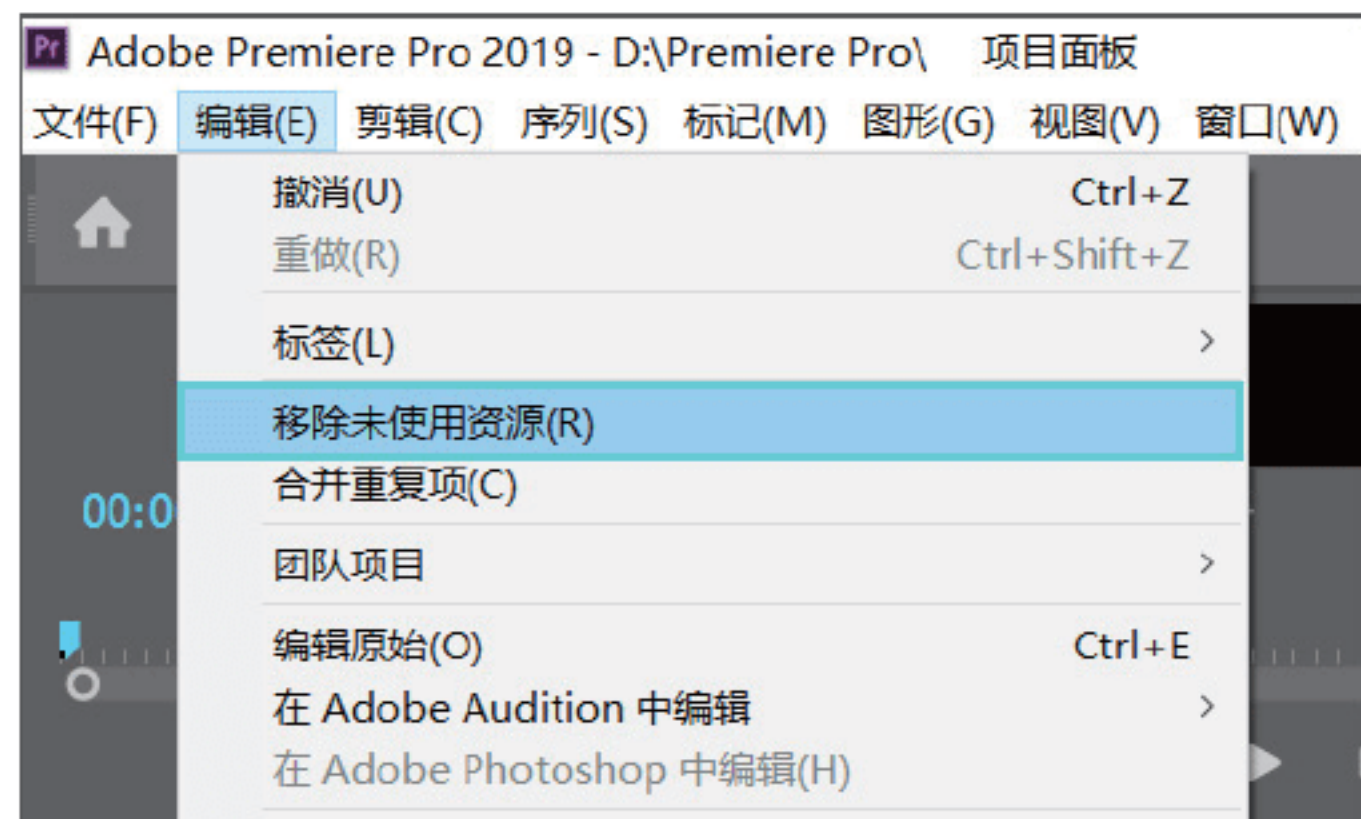 Pr Adobe Premiere Pro 2019 - D:\Premiere Pro\ 项目面板
文件(F) 编辑(E) 剪辑(C) 序列(S) 标记(M) 图形(G) 视图(V) 窗口(W)
撤消(U) Ctrl+Z
重做(R) Ctrl+Shift+Z
标签(L) >
移除未使用资源(R)
合并重复项(C)
00:0
团队项目 >
编辑原始(O) Ctrl+E
在 Adobe Audition 中编辑 >
在 Adobe Photoshop 中编辑(H)